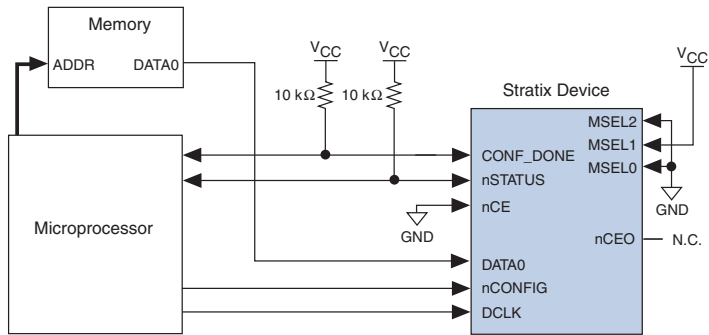 Memory
ADDR DATA0
VCC VCC
10 kΩ 10 kΩ
VCC
Stratix Device
MSEL2
MSEL1
MSEL0
CONF_DONE
nSTATUS
nCE
GND
GND
Microprocessor
nCEO N.C.
DATA0
nCONFIG
DCLK